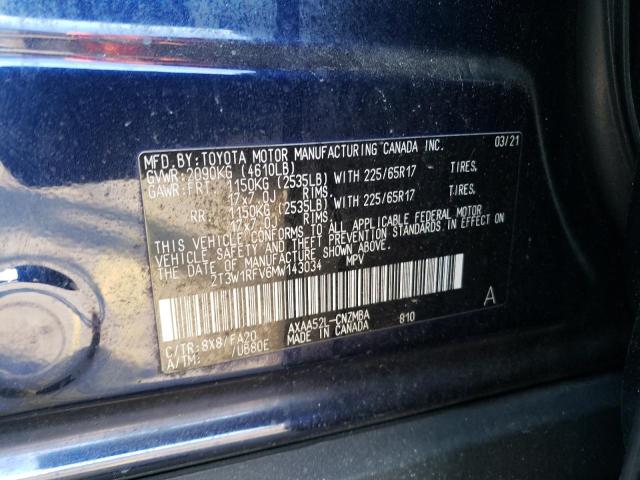 MFD.BY:TOYOTA MOTOR MANUFACTURING CANADA INC. 03/21
GVWR:2090KG (4610LB)
GAWR:FRT 1150KG (2535LB) WITH 225/65R17 TIRES.
17x7.0J RIMS.
RR 1150KG (2535LB) WITH 225/65R17 TIRES.
17x7.0J RIMS.
THIS VEHICLE CONFORMS TO ALL APPLICABLE FEDERAL MOTOR
VEHICLE SAFETY AND THEFT PREVENTION STANDARDS IN EFFECT ON
THE DATE OF MANUFACTURE SHOWN ABOVE.
2T3W1RFV6MW143034 MPV
A
C/TR:8X8/FA20 AXAA52L-CNZMBA 810
A/TM: /UB80E MADE IN CANADA